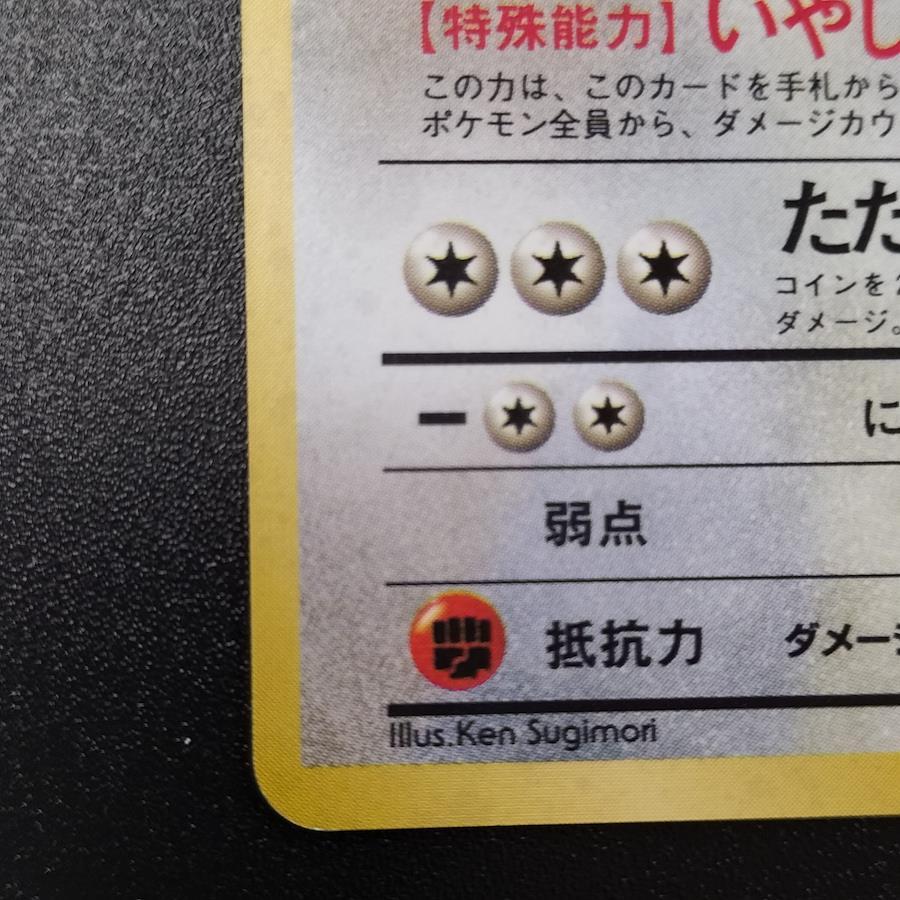 【特殊能力】いやし
この力は、このカードを手札から
ポケモン全員から、ダメージカウ
たた
コインを2
ダメージ。
に
弱点
抵抗力 ダメージ
Illus.Ken Sugimori